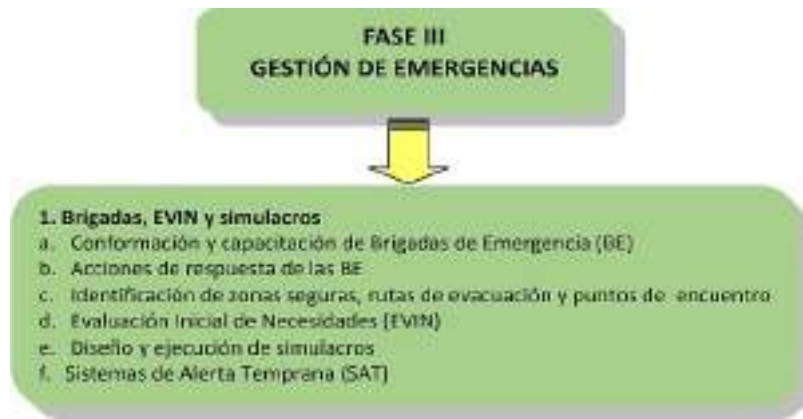 FASE III
GESTIÓN DE EMERGENCIAS
1. Brigadas, EVIN y simulacros
a. Conformación y capacitación de Brigadas de Emergencia (BE)
b. Acciones de respuesta de las BE
c. Identificación de zonas seguras, rutas de evacuación y puntos de encuentro
d. Evaluación Inicial de Necesidades (EVIN)
e. Diseño y ejecución de simulacros
f. Sistemas de Alerta Temprana (SAT)